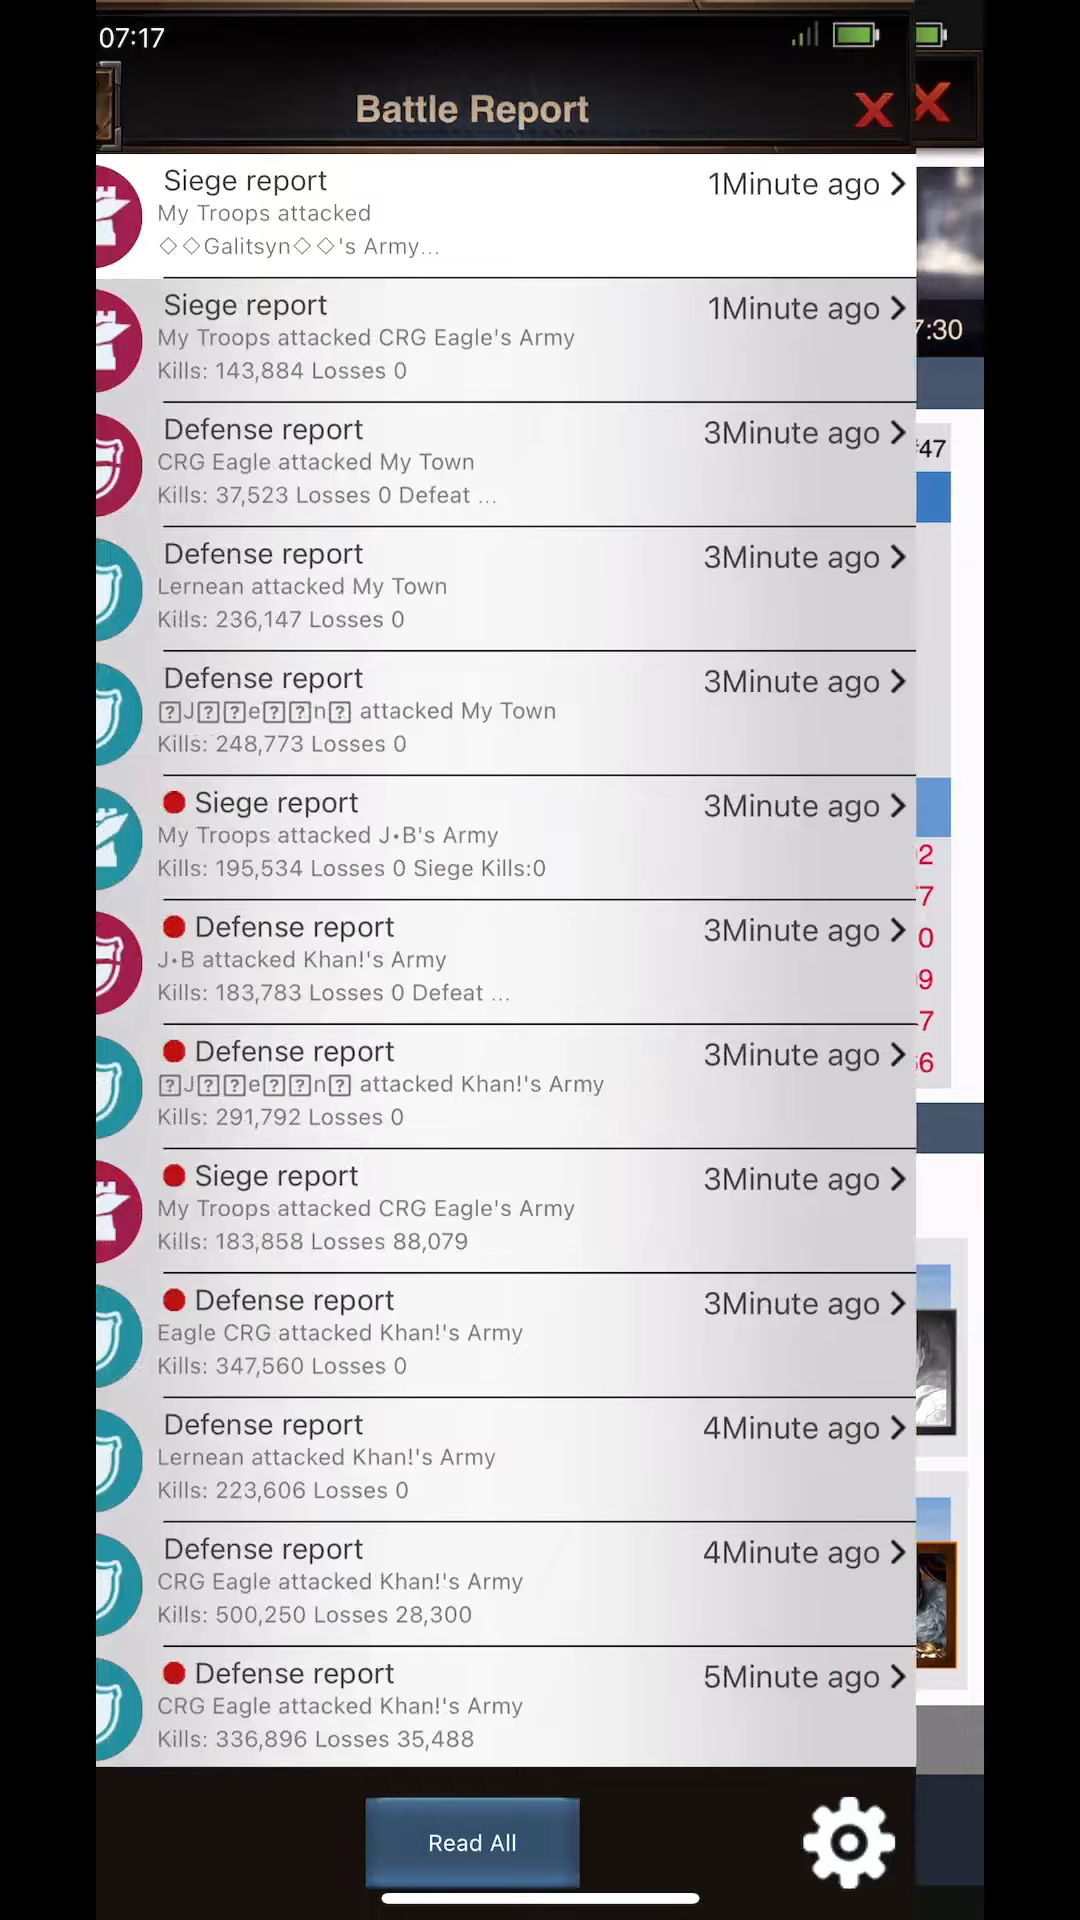 07:17
Battle Report
Siege report
1Minute ago
My Troops attacked
◇◇Galitsyn◇◇'s Army...
7:30
Siege report
1Minute ago
My Troops attacked CRG Eagle's Army
Kills: 143,884 Losses 0
Defense report
3Minute ago
47
CRG Eagle attacked My Town
Kills: 37,523 Losses 0 Defeat ...
Defense report
3Minute ago
Lernean attacked My Town
Kills: 236,147 Losses 0
Defense report
3Minute ago
⍰J⍰⍰e⍰⍰n⍰ attacked My Town
Kills: 248,773 Losses 0
Siege report
3Minute ago
My Troops attacked J•B's Army
Kills: 195,534 Losses 0 Siege Kills:0
2
7
Defense report
3Minute ago
0
J•B attacked Khan!'s Army
Kills: 183,783 Losses 0 Defeat ...
9
7
Defense report
3Minute ago
6
⍰J⍰⍰e⍰⍰n⍰ attacked Khan!'s Army
Kills: 291,792 Losses 0
Siege report
3Minute ago
My Troops attacked CRG Eagle's Army
Kills: 183,858 Losses 88,079
Defense report
3Minute ago
Eagle CRG attacked Khan!'s Army
Kills: 347,560 Losses 0
Defense report
4Minute ago
Lernean attacked Khan!'s Army
Kills: 223,606 Losses 0
Defense report
4Minute ago
CRG Eagle attacked Khan!'s Army
Kills: 500,250 Losses 28,300
Defense report
5Minute ago
CRG Eagle attacked Khan!'s Army
Kills: 336,896 Losses 35,488
Read All